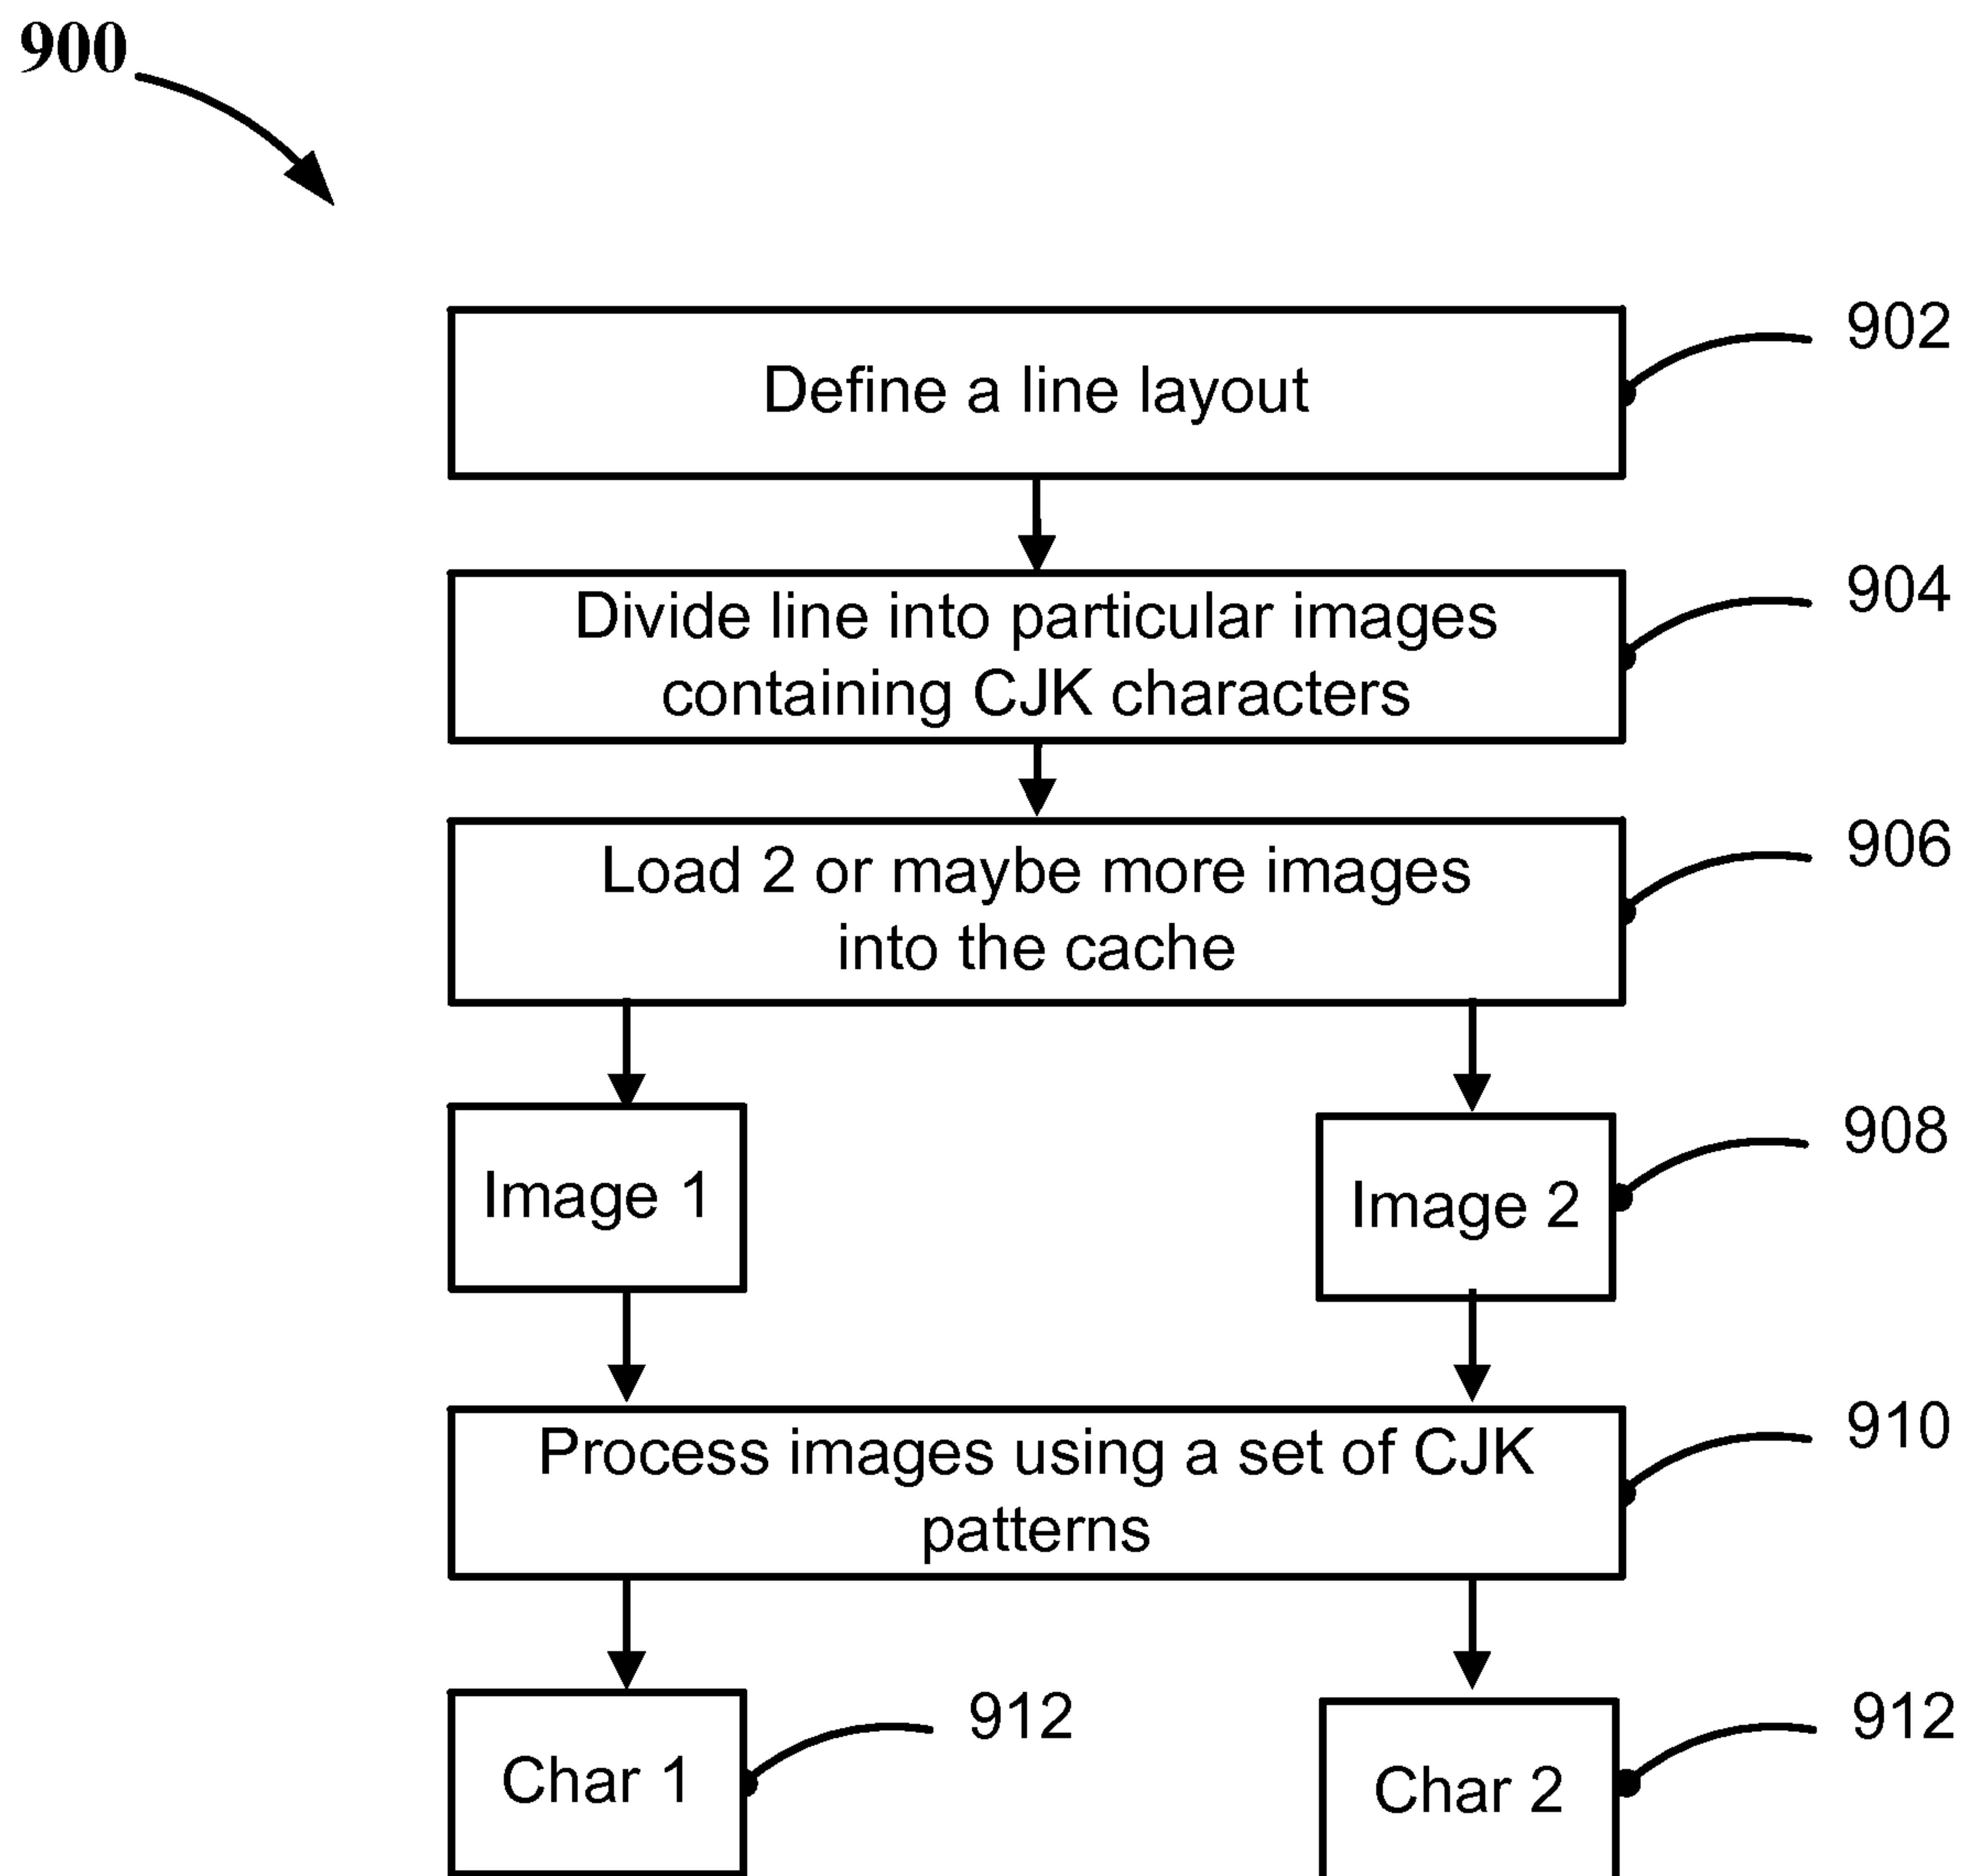 900
902
Define a line layout
904
Divide line into particular images
containing CJK characters
906
Load 2 or maybe more images
into the cache
908
Image 1
Image 2
910
Process images using a set of CJK
patterns
912
912
Char 1
Char 2